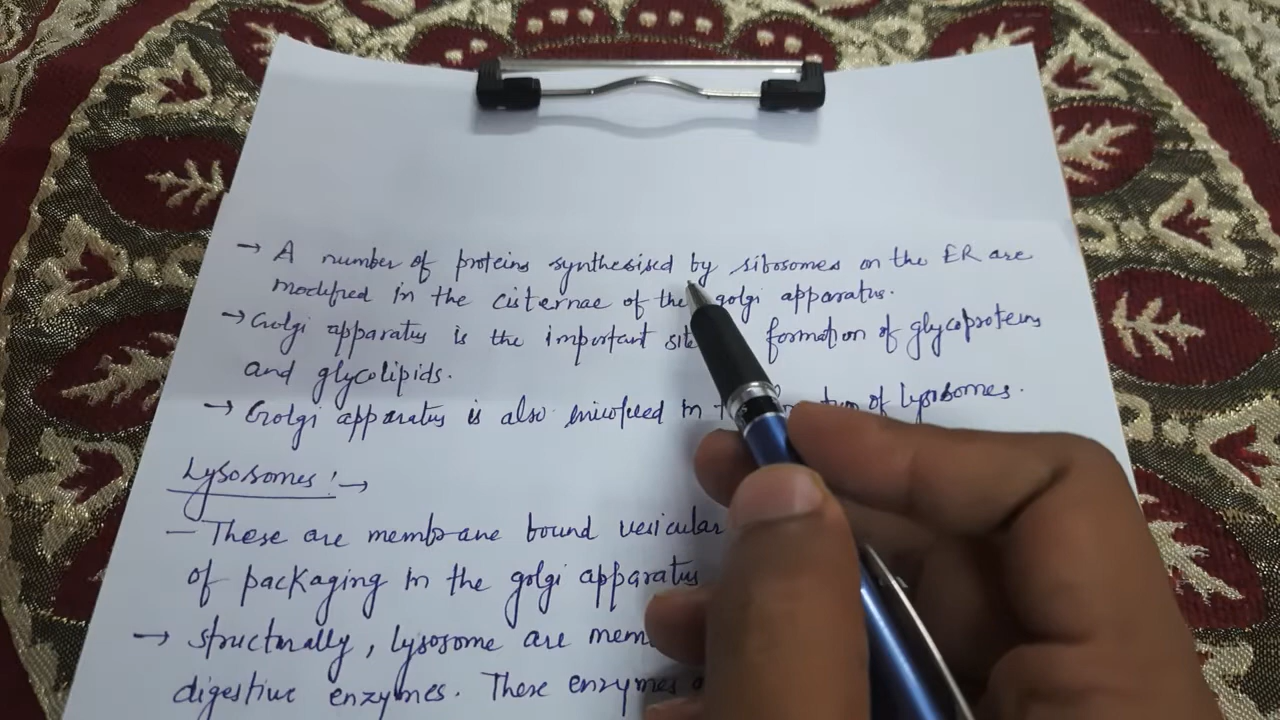 → A number of proteins synthesised by ribosomes on the ER are
modified in the cisternae of the golgi apparatus.
→ Golgi apparatus is the important site formation of glycoproteins
and glycolipids.
→ Golgi apparatus is also involved in of lysosomes.
Lysosomes :→
– These are membrane bound vesicular
of packaging in the golgi apparatus
→ structurally, lysosome are
digestive enzymes. These enzymes